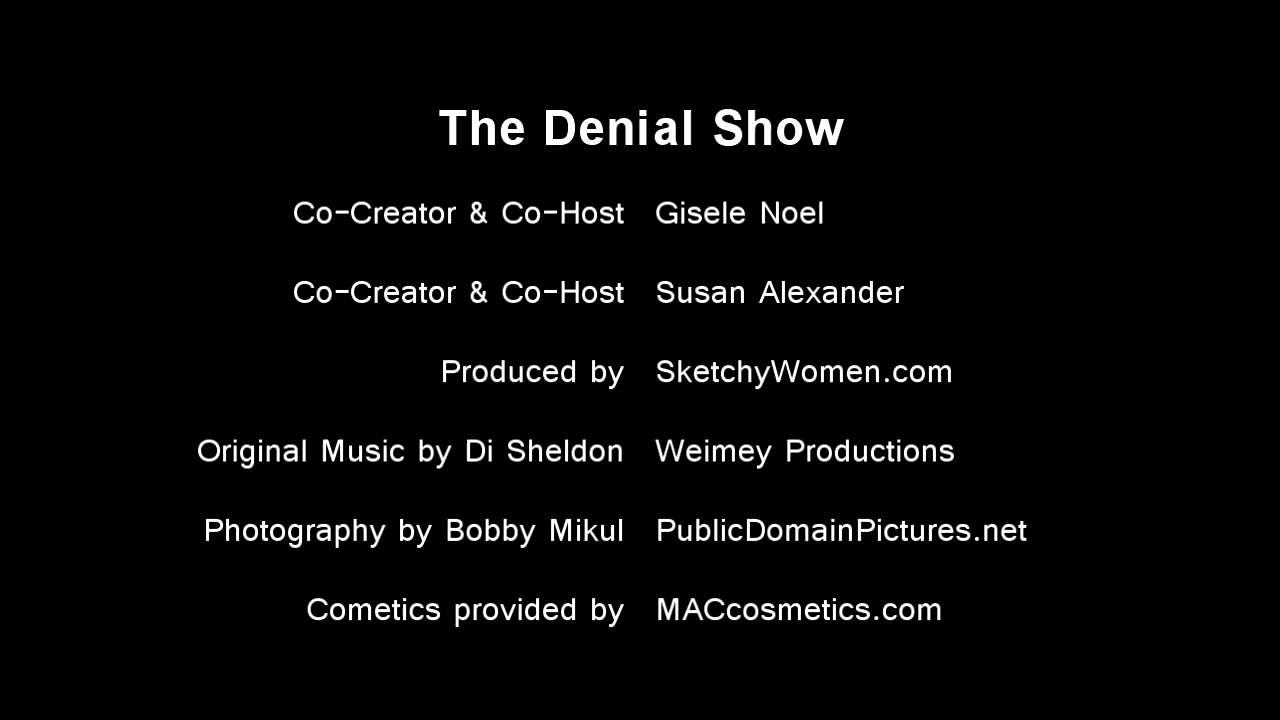 The Denial Show
Co-Creator & Co-Host Gisele Noel
Co-Creator & Co-Host Susan Alexander
Produced by SketchyWomen.com
Original Music by Di Sheldon Weimey Productions
Photography by Bobby Mikul PublicDomainPictures.net
Cometics provided by MACcosmetics.com